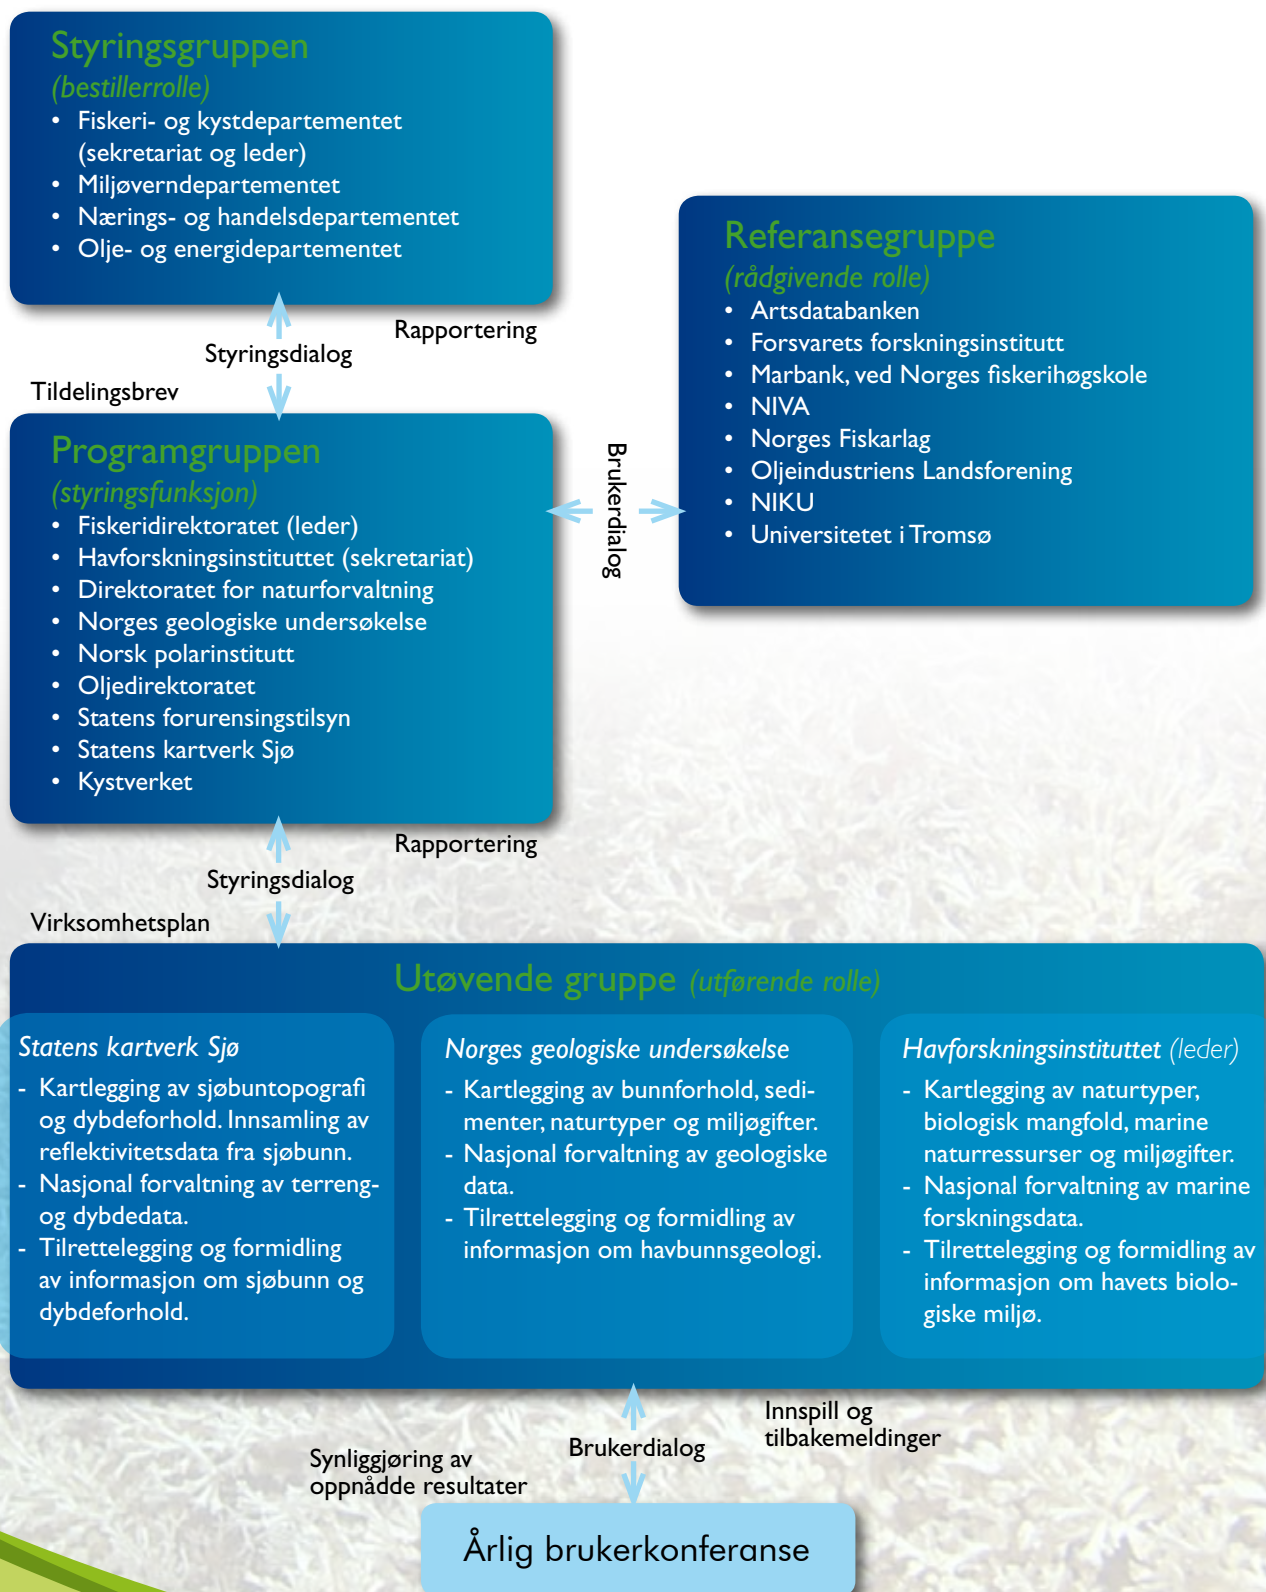 Styringsgruppen
(bestillerrolle)
• Fiskeri- og kystdepartementet
(sekretariat og leder)
• Miljøverndepartementet
• Nærings- og handelsdepartementet
• Olje- og energidepartementet
Rapportering
Styringsdialog
Tildelingsbrev
Programgruppen
(styringsfunksjon)
• Fiskeridirektoratet (leder)
• Havforskningsinstituttet (sekretariat)
• Direktoratet for naturforvaltning
• Norges geologiske undersøkelse
• Norsk polarinstitutt
• Oljedirektoratet
• Statens forurensingstilsyn
• Statens kartverk Sjø
• Kystverket
Brukerdialog
Referansegruppe
(rådgivende rolle)
• Artsdatabanken
• Forsvarets forskningsinstitutt
• Marbank, ved Norges fiskerihøgskole
• NIVA
• Norges Fiskarlag
• Oljeindustriens Landsforening
• NIKU
• Universitetet i Tromsø
Rapportering
Styringsdialog
Virksomhetsplan
Utøvende gruppe (utførende rolle)
Statens kartverk Sjø
- Kartlegging av sjøbuntopografi
og dybdeforhold. Innsamling av
reflektivitetsdata fra sjøbunn.
- Nasjonal forvaltning av terreng-
og dybdedata.
- Tilrettelegging og formidling
av informasjon om sjøbunn og
dybdeforhold.
Norges geologiske undersøkelse
- Kartlegging av bunnforhold, sedi-
menter, naturtyper og miljøgifter.
- Nasjonal forvaltning av geologiske
data.
- Tilrettelegging og formidling av
informasjon om havbunnsgeologi.
Havforskningsinstituttet (leder)
- Kartlegging av naturtyper,
biologisk mangfold, marine
naturressurser og miljøgifter.
- Nasjonal forvaltning av marine
forskningsdata.
- Tilrettelegging og formidling av
informasjon om havets biolo-
giske miljø.
Innspill og
tilbakemeldinger
Brukerdialog
Synliggjøring av
oppnådde resultater
Årlig brukerkonferanse